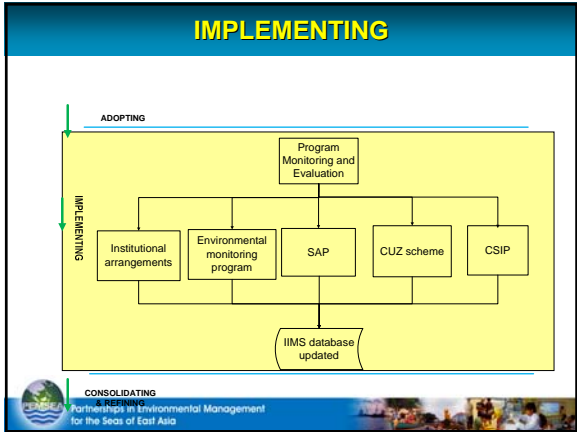 IMPLEMENTING
ADOPTING
Program
Monitoring and
Evaluation
IMPLEMENTING
Institutional
arrangements
Environmental
monitoring
program
SAP
CUZ scheme
CSIP
IIMS database
updated
CONSOLIDATING
& REFINING
PEMSEA
Partnerships in Environmental Management
for the Seas of East Asia